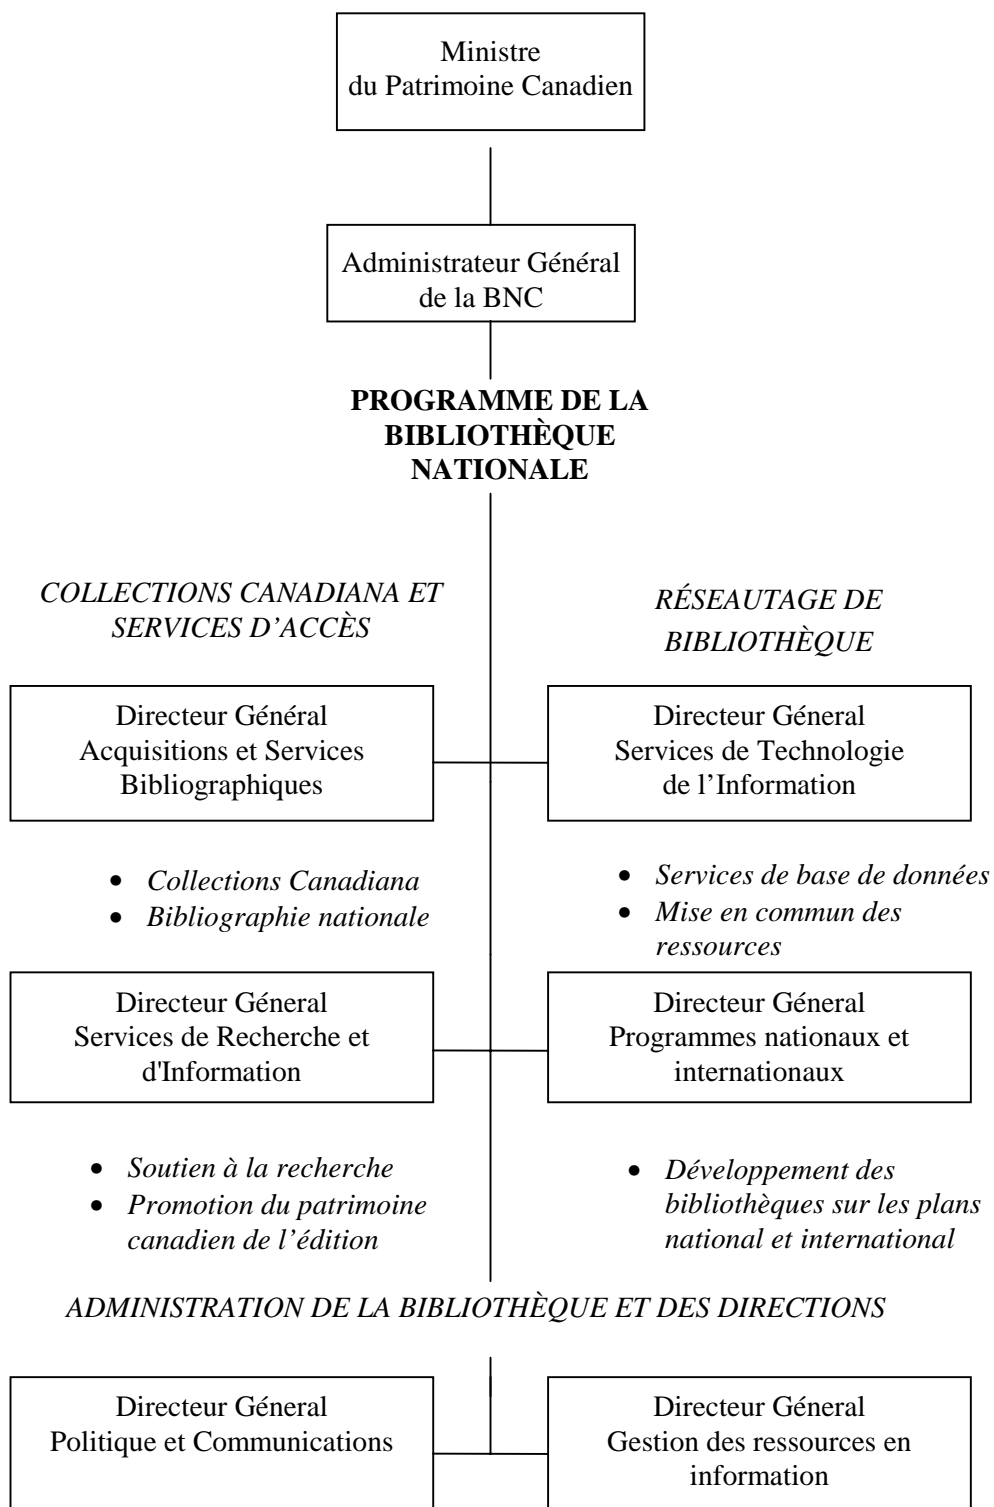 Ministre
du Patrimoine Canadien
Administrateur Général
de la BNC
PROGRAMME DE LA
BIBLIOTHÈQUE
NATIONALE
COLLECTIONS CANADIANA ET
SERVICES D’ACCÈS
RÉSEAUTAGE DE
BIBLIOTHÈQUE
Directeur Général
Acquisitions et Services
Bibliographiques
Directeur Géneral
Services de Technologie
de l’Information
• Collections Canadiana
• Bibliographie nationale
• Services de base de données
• Mise en commun des
ressources
Directeur Géneral
Services de Recherche et
d'Information
Directeur Géneral
Programmes nationaux et
internationaux
• Soutien à la recherche
• Promotion du patrimoine
canadien de l’édition
• Développement des
bibliothèques sur les plans
national et international
ADMINISTRATION DE LA BIBLIOTHÈQUE ET DES DIRECTIONS
Directeur Géneral
Politique et Communications
Directeur Géneral
Gestion des ressources en
information